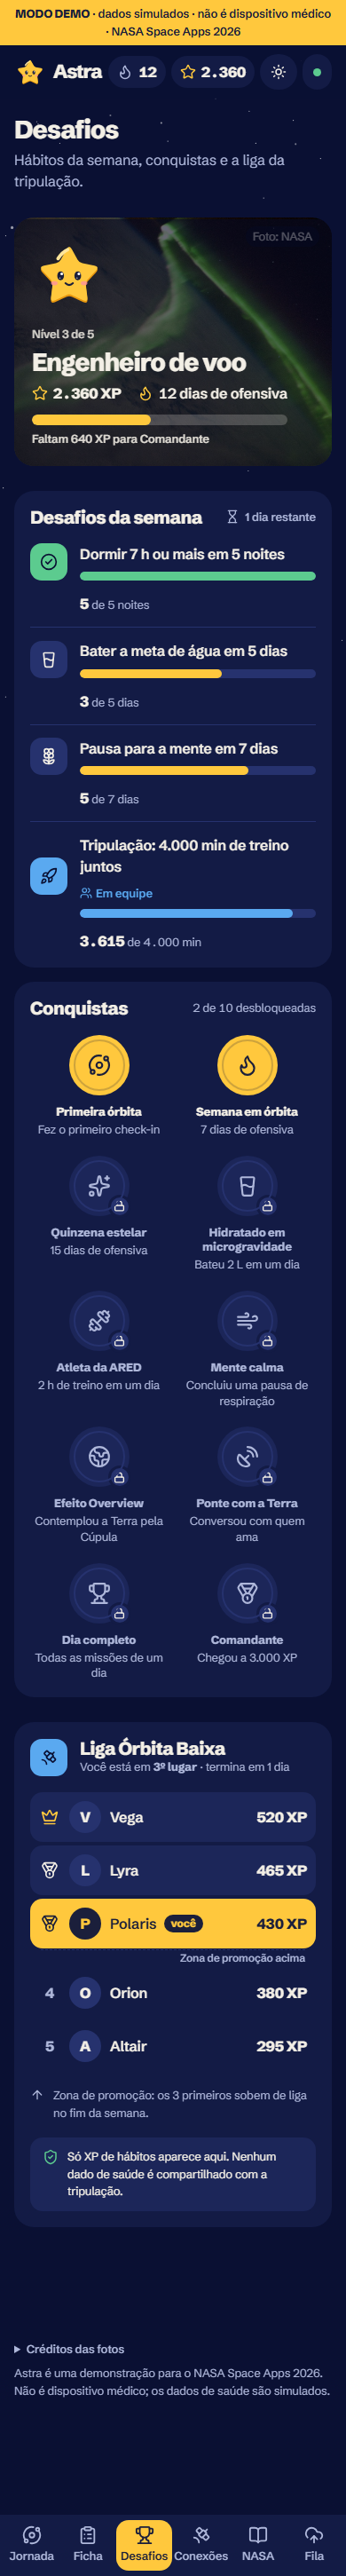 MODO DEMO · dados simulados · não é dispositivo médico
· NASA Space Apps 2026
Astra 12 2.360
Desafios
Hábitos da semana, conquistas e a liga da
tripulação.
Foto: NASA
Nível 3 de 5
Engenheiro de voo
2.360 XP 12 dias de ofensiva
Faltam 640 XP para Comandante
Desafios da semana 1 dia restante
Dormir 7 h ou mais em 5 noites
5 de 5 noites
Bater a meta de água em 5 dias
3 de 5 dias
Pausa para a mente em 7 dias
5 de 7 dias
Tripulação: 4.000 min de treino
juntos
Em equipe
3.615 de 4.000 min
Conquistas 2 de 10 desbloqueadas
Primeira órbita
Fez o primeiro check-in
Semana em órbita
7 dias de ofensiva
Quinzena estelar
15 dias de ofensiva
Hidratado em
microgravidade
Bateu 2 L em um dia
Atleta da ARED
2 h de treino em um dia
Mente calma
Concluiu uma pausa de
respiração
Efeito Overview
Contemplou a Terra pela
Cúpula
Ponte com a Terra
Conversou com quem
ama
Dia completo
Todas as missões de um
dia
Comandante
Chegou a 3.000 XP
Liga Órbita Baixa
Você está em 3º lugar · termina em 1 dia
V Vega 520 XP
L Lyra 465 XP
P Polaris você 430 XP
Zona de promoção acima
4 O Orion 380 XP
5 A Altair 295 XP
Zona de promoção: os 3 primeiros sobem de liga
no fim da semana.
Só XP de hábitos aparece aqui. Nenhum
dado de saúde é compartilhado com a
tripulação.
Créditos das fotos
Astra é uma demonstração para o NASA Space Apps 2026.
Não é dispositivo médico; os dados de saúde são simulados.
Jornada Ficha Desafios Conexões NASA Fila